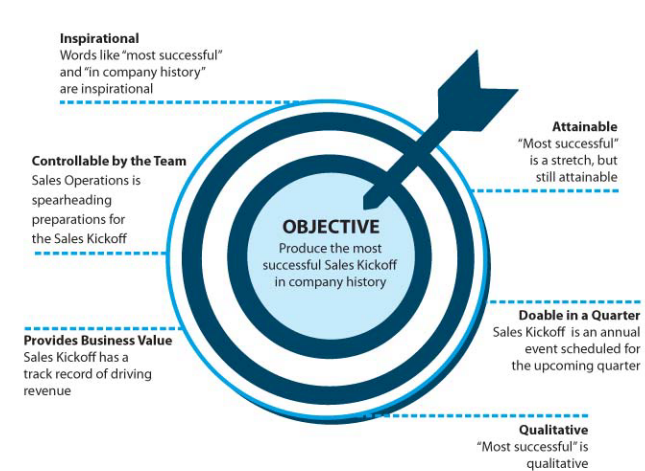 Inspirational
Words like “most successful”
and “in company history”
are inspirational
Attainable
“Most successful”
is a stretch, but
still attainable
Controllable by the Team
Sales Operations is
spearheading
preparations for
the Sales Kickoff
OBJECTIVE
Produce the most
successful Sales Kickoff
in company history
Provides Business Value
Sales Kickoff has a
track record of driving
revenue
Doable in a Quarter
Sales Kickoff is an annual
event scheduled for
the upcoming quarter
Qualitative
“Most successful” is
qualitative